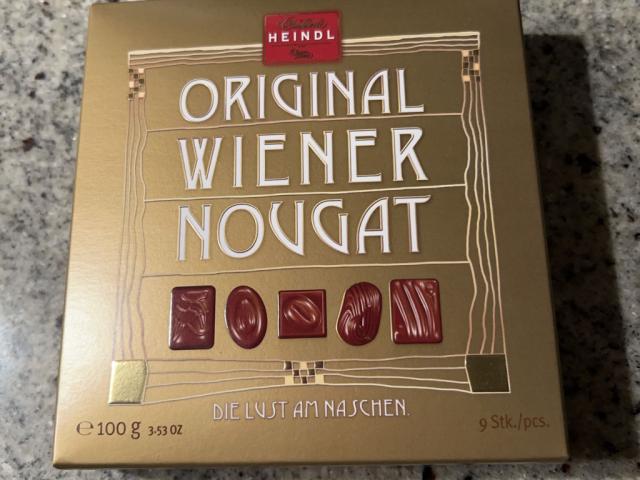 HEINDL
ORIGINAL
WIENER
NOUGAT
DIE LUST AM NASCHEN.
℮ 100 g 3.53 OZ
9 Stk./pcs.